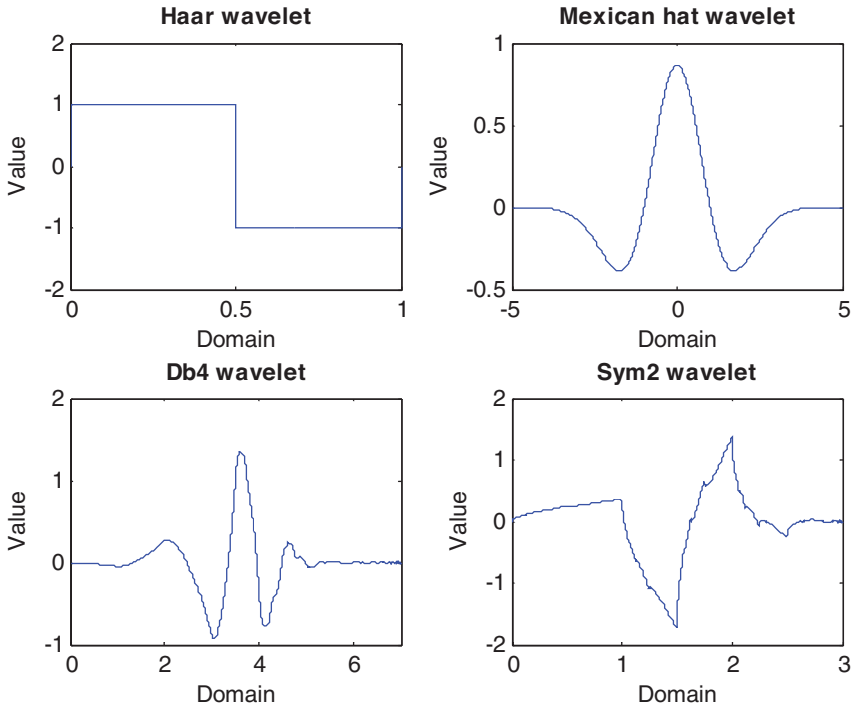 Haar wavelet
2
1
0
-1
-2
Value
0 0.5 1
Domain
Mexican hat wavelet
1
0.5
0
-0.5
Value
-5 0 5
Domain
Db4 wavelet
2
1
0
-1
Value
0 2 4 6
Domain
Sym2 wavelet
2
1
0
-1
-2
Value
0 1 2 3
Domain